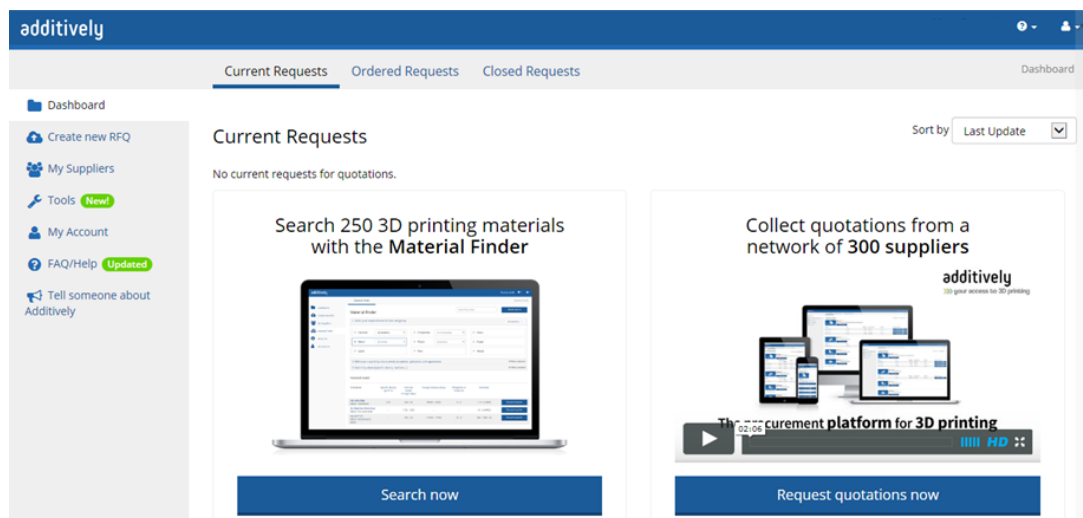 additively
Current Requests
Ordered Requests
Closed Requests
Dashboard
Dashboard
Create new RFQ
My Suppliers
Tools New!
My Account
FAQ/Help Updated
Tell someone about
Additively
Current Requests
Sort by Last Update
No current requests for quotations.
Search 250 3D printing materials
with the Material Finder
Search now
Collect quotations from a
network of 300 suppliers
additively
your access to 3D printing
The procurement platform for 3D printing
02:06
HD
Request quotations now